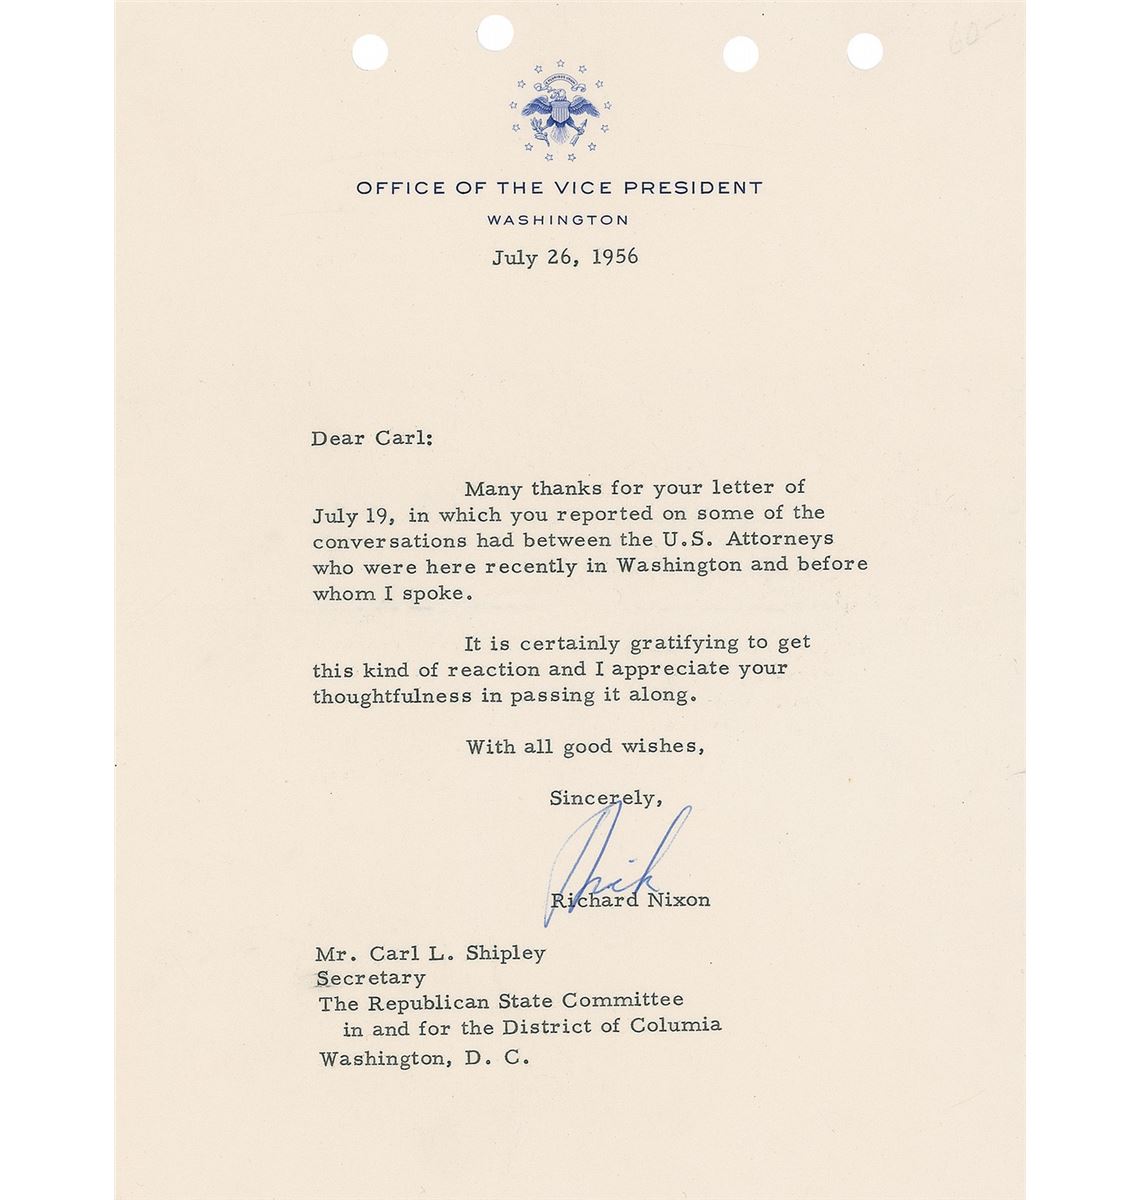 60-
OFFICE OF THE VICE PRESIDENT
WASHINGTON
July 26, 1956
Dear Carl:
Many thanks for your letter of
July 19, in which you reported on some of the
conversations had between the U.S. Attorneys
who were here recently in Washington and before
whom I spoke.
It is certainly gratifying to get
this kind of reaction and I appreciate your
thoughtfulness in passing it along.
With all good wishes,
Sincerely,
Dick
Richard Nixon
Mr. Carl L. Shipley
Secretary
The Republican State Committee
in and for the District of Columia
Washington, D. C.